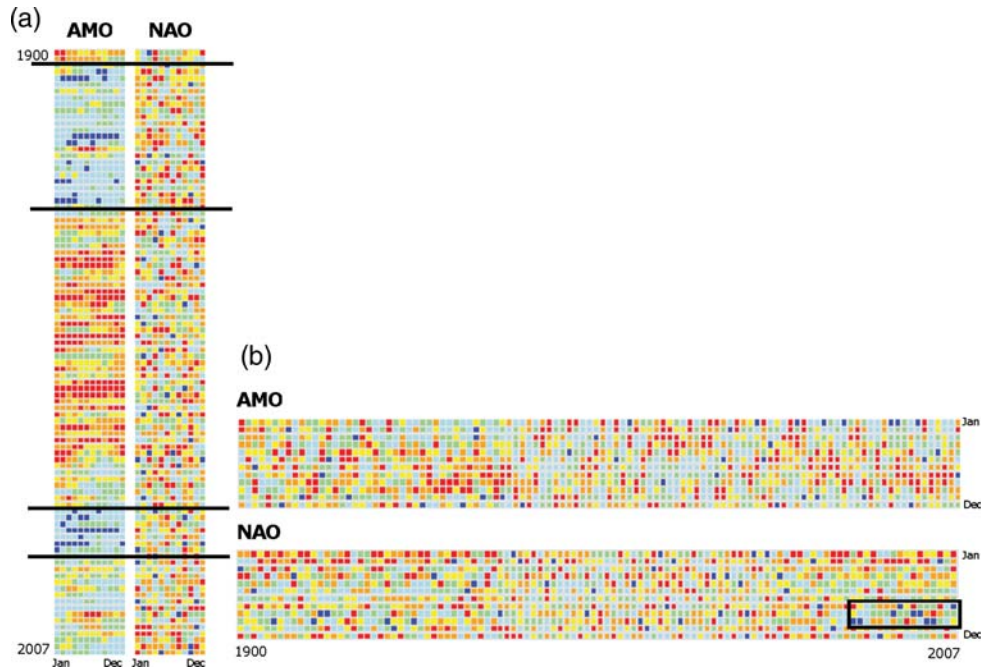 (a)
AMO NAO
1900
2007
Jan Dec Jan Dec
(b)
AMO
Jan
Dec
NAO
Jan
Dec
1900 2007